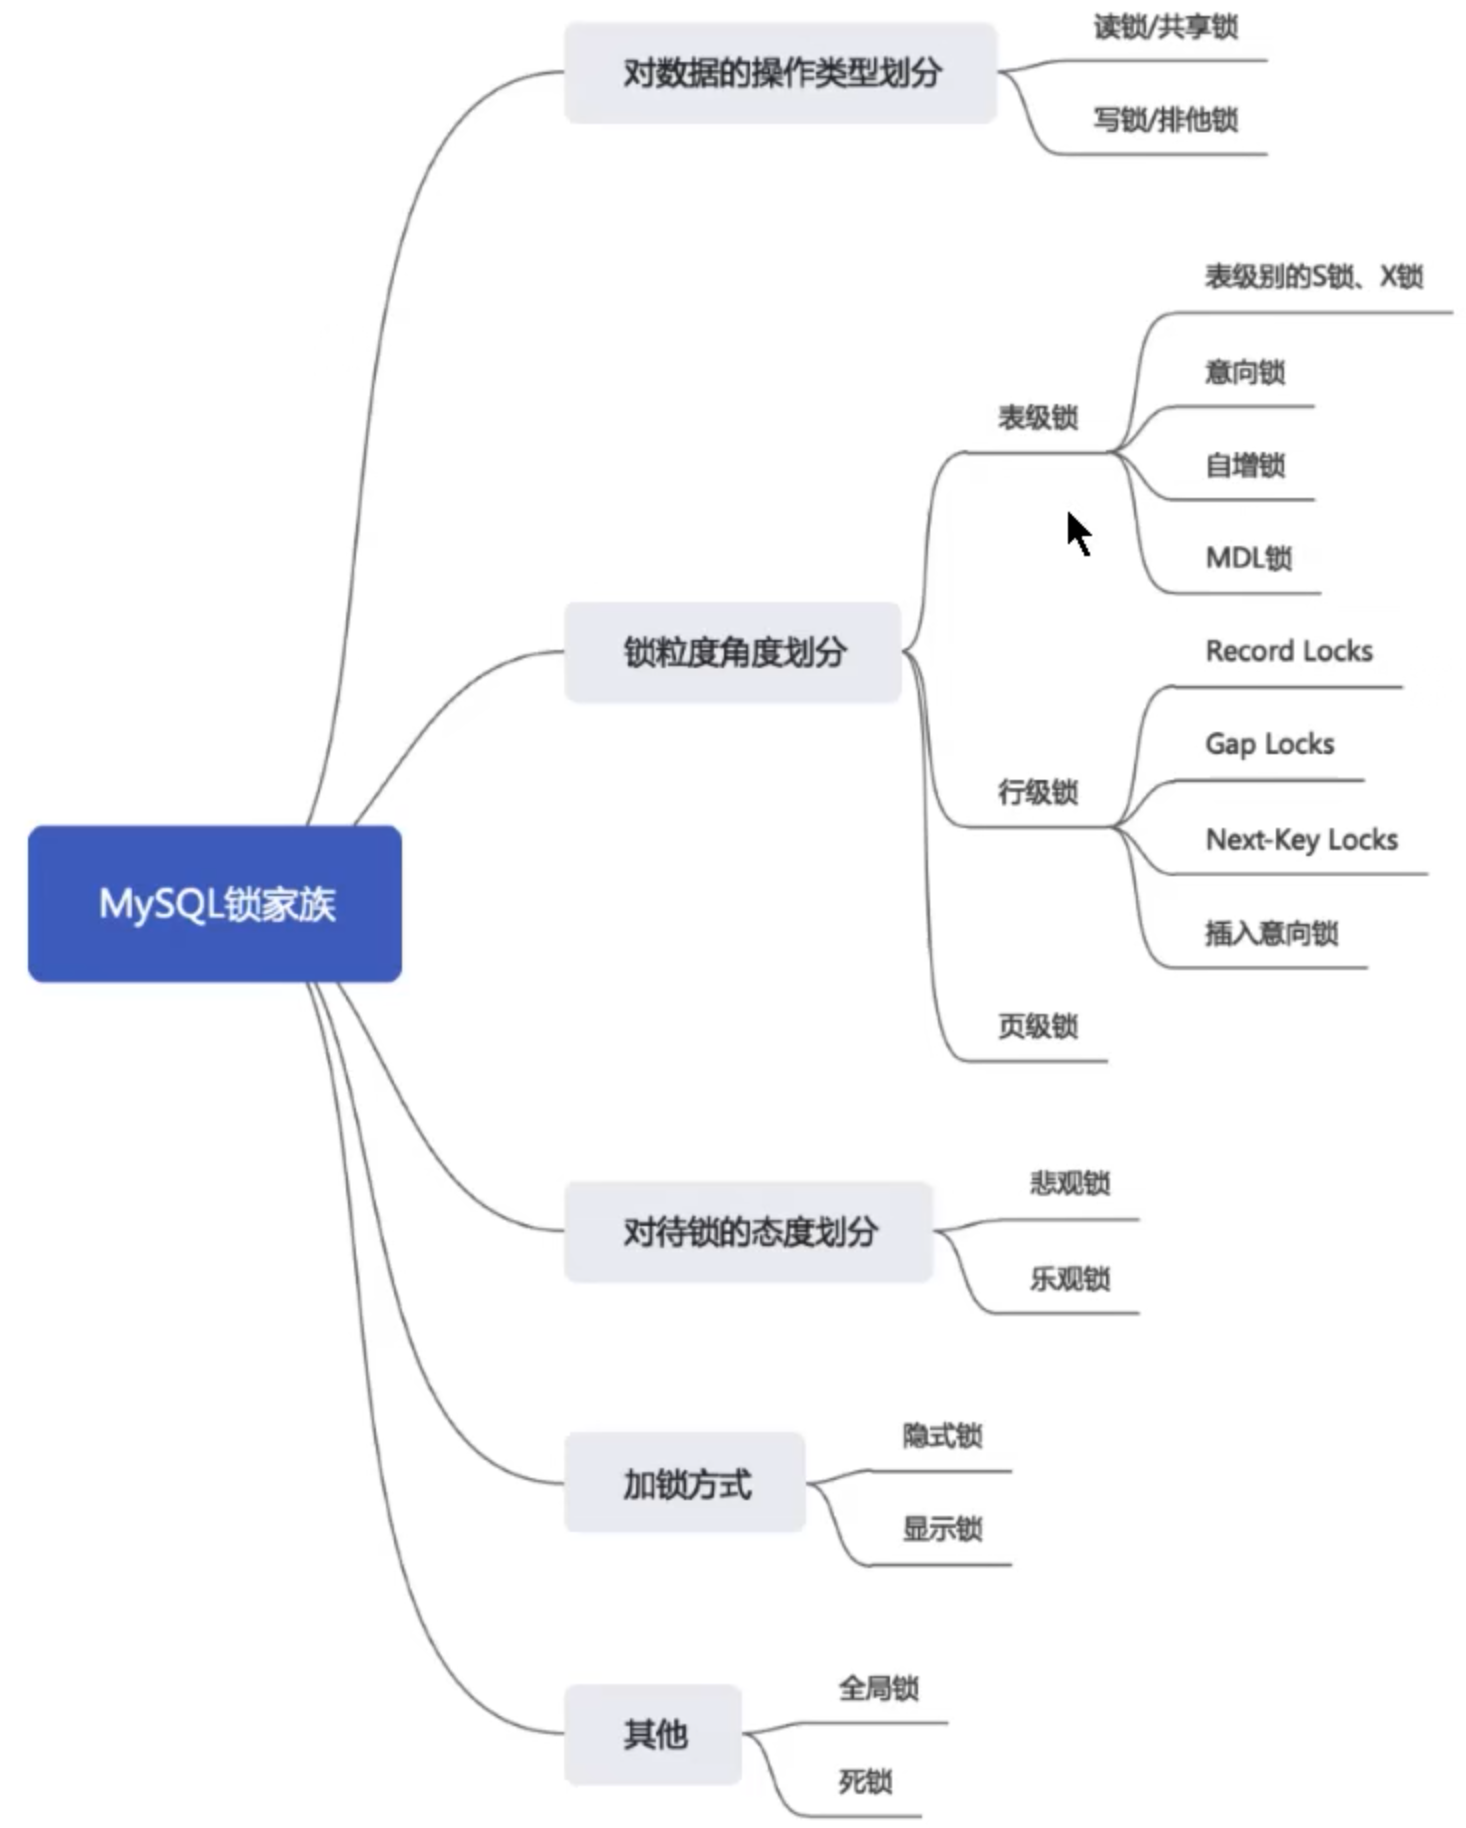 MySQL锁家族
对数据的操作类型划分
读锁/共享锁
写锁/排他锁
锁粒度角度划分
表级锁
表级别的S锁、X锁
意向锁
自增锁
MDL锁
行级锁
Record Locks
Gap Locks
Next-Key Locks
插入意向锁
页级锁
对待锁的态度划分
悲观锁
乐观锁
加锁方式
隐式锁
显示锁
其他
全局锁
死锁